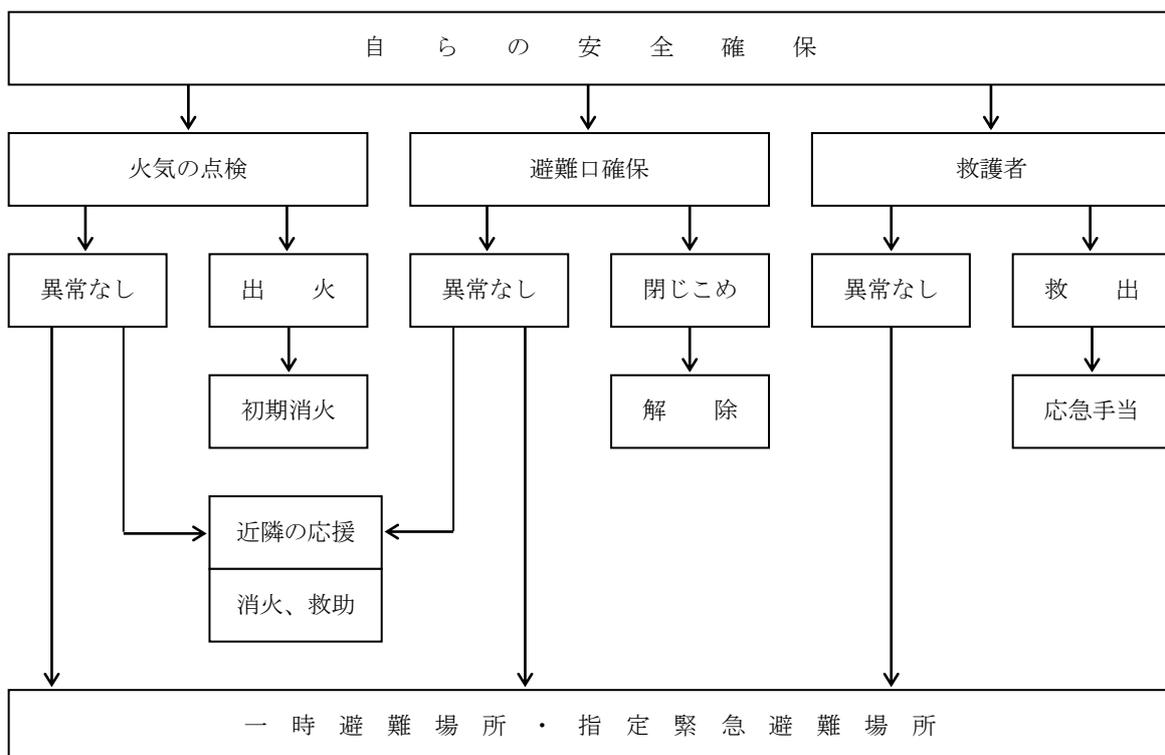 自らの安全確保
火気の点検
避難口確保
救護者
異常なし
出火
異常なし
閉じこめ
異常なし
救出
初期消火
解除
応急手当
近隣の応援
消火、救助
一時避難場所・指定緊急避難場所